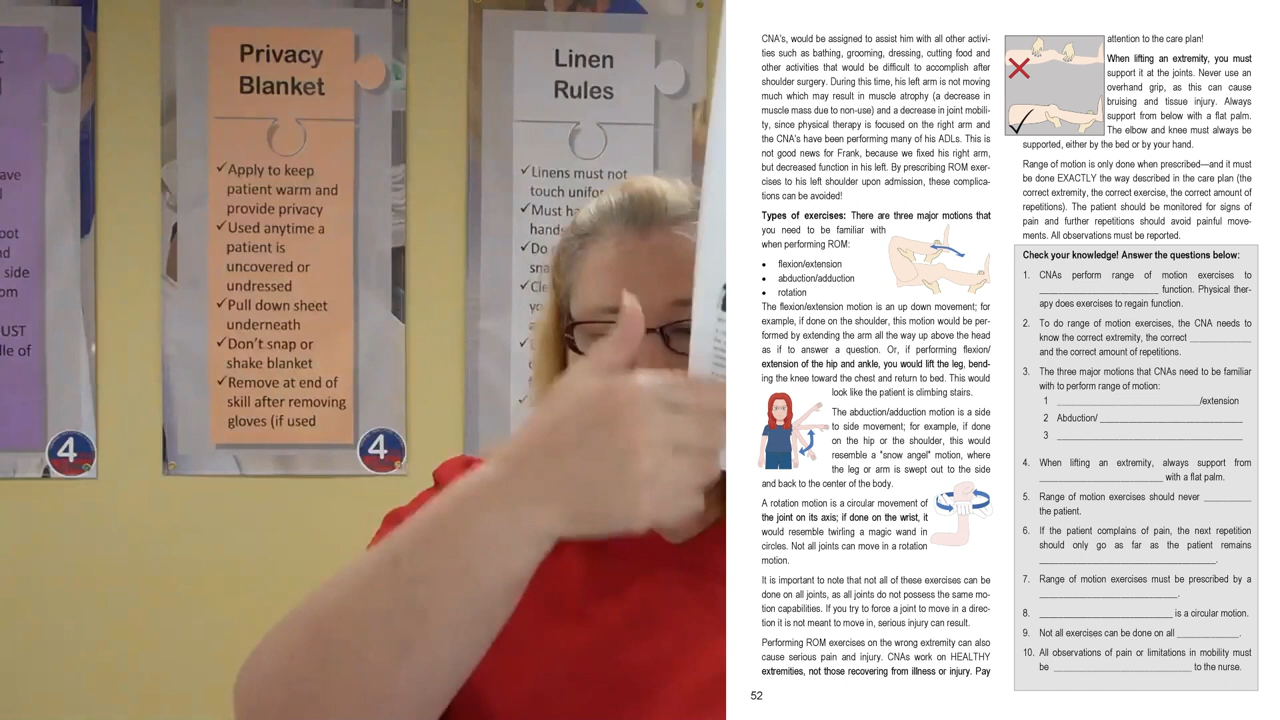 t
ave
l
oot
nd
side
om
UST
lle of
4
Privacy
Blanket
✓Apply to keep
patient warm and
provide privacy
✓Used anytime a
patient is
uncovered or
undressed
✓Pull down sheet
underneath
✓Don't snap or
shake blanket
✓Remove at end of
skill after removing
gloves (if used
4
Linen
Rules
✓Linens must not
touch unifor
✓Must ha
hand
✓Do
sna
✓Cle
yo
CNA's, would be assigned to assist him with all other activi-
ties such as bathing, grooming, dressing, cutting food and
other activities that would be difficult to accomplish after
shoulder surgery. During this time, his left arm is not moving
much which may result in muscle atrophy (a decrease in
muscle mass due to non-use) and a decrease in joint mobili-
ty, since physical therapy is focused on the right arm and
the CNA's have been performing many of his ADLs. This is
not good news for Frank, because we fixed his right arm,
but decreased function in his left. By prescribing ROM exer-
cises to his left shoulder upon admission, these complica-
tions can be avoided!
Types of exercises: There are three major motions that
you need to be familiar with
when performing ROM:
• flexion/extension
• abduction/adduction
• rotation
The flexion/extension motion is an up down movement; for
example, if done on the shoulder, this motion would be per-
formed by extending the arm all the way up above the head
as if to answer a question. Or, if performing flexion/
extension of the hip and ankle, you would lift the leg, bend-
ing the knee toward the chest and return to bed. This would
look like the patient is climbing stairs.
The abduction/adduction motion is a side
to side movement; for example, if done
on the hip or the shoulder, this would
resemble a "snow angel" motion, where
the leg or arm is swept out to the side
and back to the center of the body.
A rotation motion is a circular movement of
the joint on its axis; if done on the wrist, it
would resemble twirling a magic wand in
circles. Not all joints can move in a rotation
motion.
It is important to note that not all of these exercises can be
done on all joints, as all joints do not possess the same mo-
tion capabilities. If you try to force a joint to move in a direc-
tion it is not meant to move in, serious injury can result.
Performing ROM exercises on the wrong extremity can also
cause serious pain and injury. CNAs work on HEALTHY
extremities, not those recovering from illness or injury. Pay
52
attention to the care plan!
When lifting an extremity, you must
support it at the joints. Never use an
overhand grip, as this can cause
bruising and tissue injury. Always
support from below with a flat palm.
The elbow and knee must always be
supported, either by the bed or by your hand.
Range of motion is only done when prescribed—and it must
be done EXACTLY the way described in the care plan (the
correct extremity, the correct exercise, the correct amount of
repetitions). The patient should be monitored for signs of
pain and further repetitions should avoid painful move-
ments. All observations must be reported.
Check your knowledge! Answer the questions below:
1. CNAs perform range of motion exercises to
__________ function. Physical ther-
apy does exercises to regain function.
2. To do range of motion exercises, the CNA needs to
know the correct extremity, the correct __________
and the correct amount of repetitions.
3. The three major motions that CNAs need to be familiar
with to perform range of motion:
1 __________/extension
2 Abduction/ __________
3 __________
4. When lifting an extremity, always support from
__________ with a flat palm.
5. Range of motion exercises should never __________
the patient.
6. If the patient complains of pain, the next repetition
should only go as far as the patient remains
__________.
7. Range of motion exercises must be prescribed by a
__________.
8. __________ is a circular motion.
9. Not all exercises can be done on all __________.
10. All observations of pain or limitations in mobility must
be __________ to the nurse.